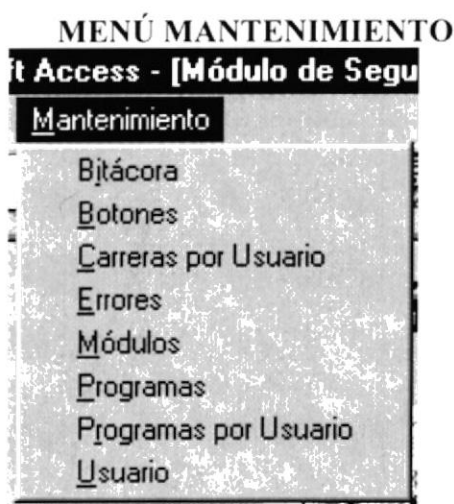 MENÚ MANTENIMIENTO
ft Access - [Módulo de Segu
Mantenimiento
Bitácora
Botones
Carreras por Usuario
Errores
Módulos
Programas
Programas por Usuario
Usuario